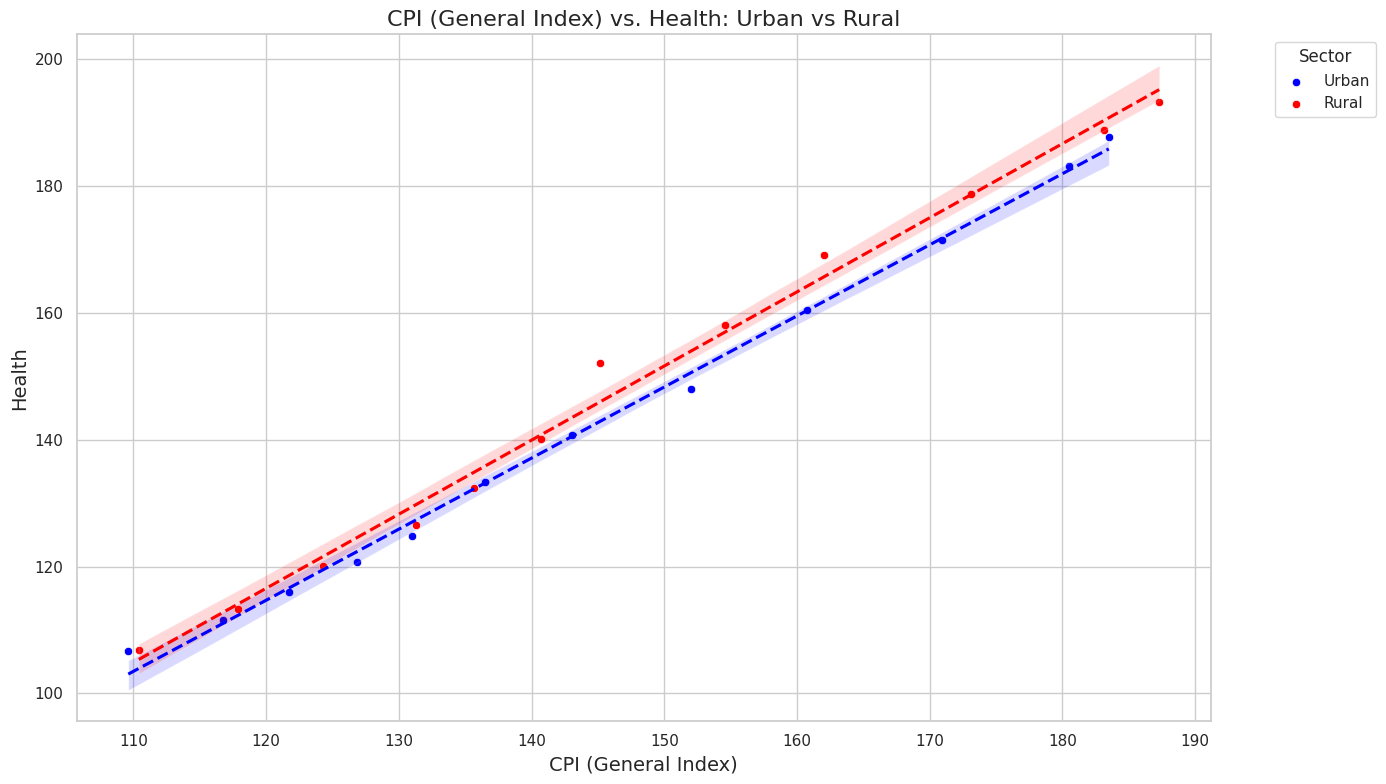 CPI (General Index) vs. Health: Urban vs Rural
Sector
Urban
Rural
Health
200
180
160
140
120
100
110 120 130 140 150 160 170 180 190
CPI (General Index)